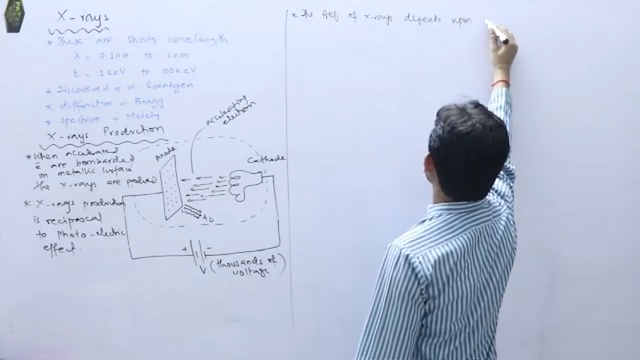 X-rays
* These are short wavelength
λ = 0.1nm to 1nm
E = 1keV to 100keV
* Discovered = W Roentgen
* diffraction = Bragg
* spectrum = Mosely
X-rays Production
* When accelerated
e̅ are bombarded
on metallic surface
the X-rays are produced
* X-rays production
is reciprocal
to photo-electric
effect.
accelerating
electron
Anode
Cathode
+ -
(thousands of
voltage)
* The of x-rays depents upon